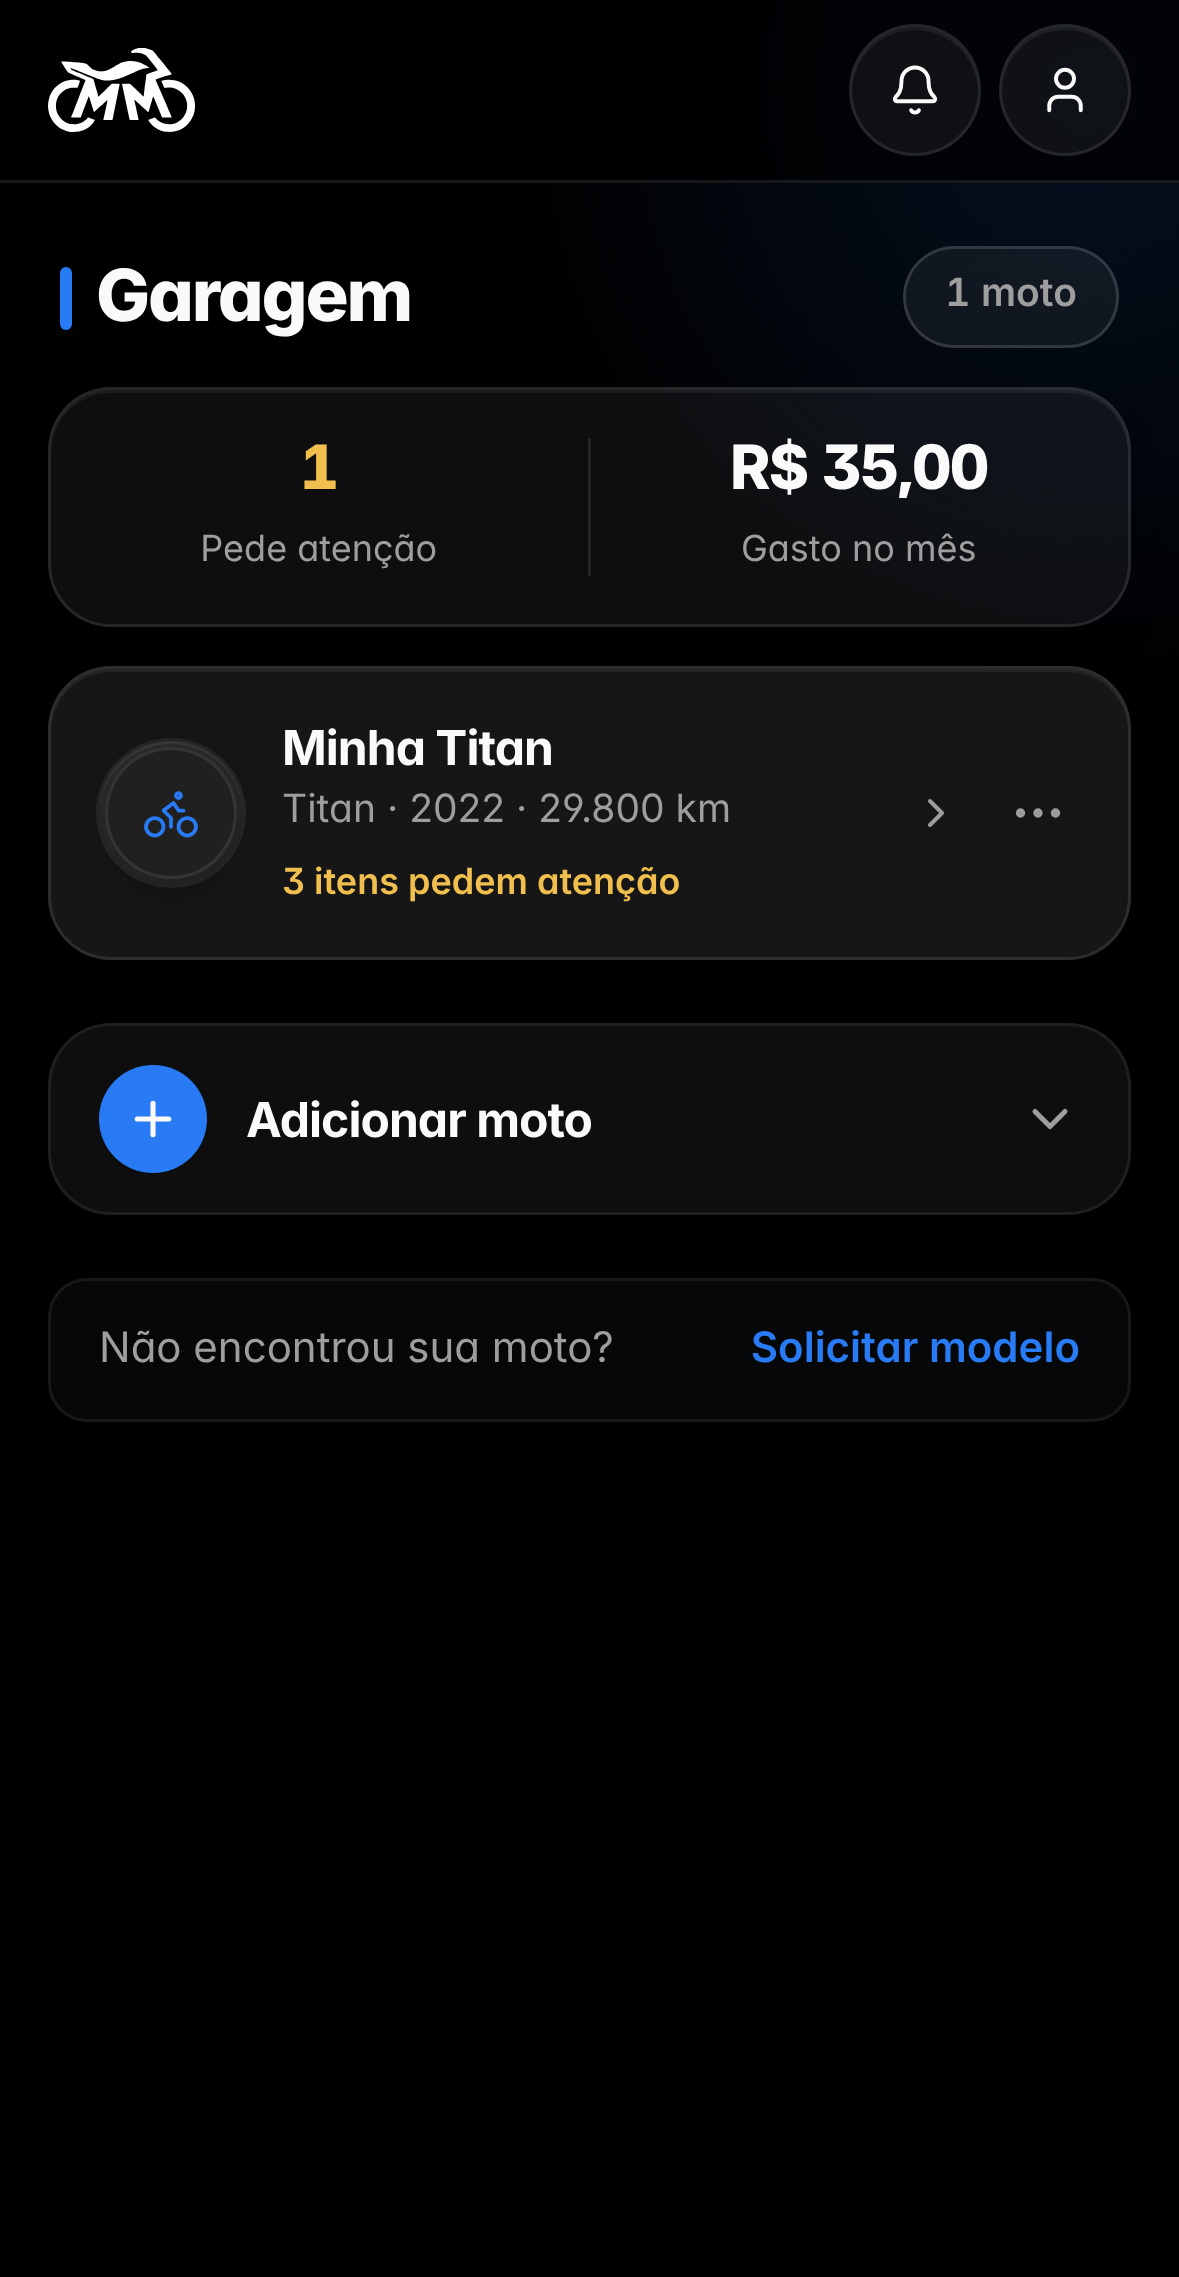 MM
Garagem
1 moto
1
Pede atenção
R$ 35,00
Gasto no mês
Minha Titan
Titan · 2022 · 29.800 km
3 itens pedem atenção
Adicionar moto
Não encontrou sua moto?
Solicitar modelo